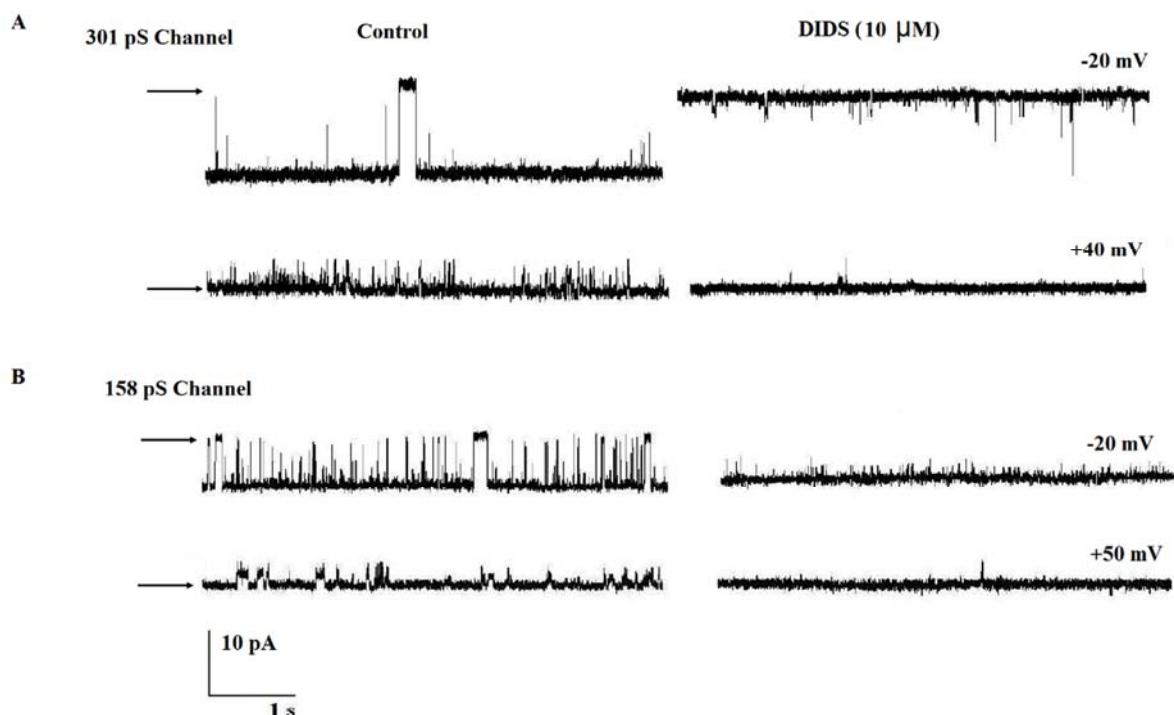 A
301 pS Channel
Control
DIDS (10 μM)
-20 mV
+40 mV
B
158 pS Channel
-20 mV
+50 mV
10 pA
1 s